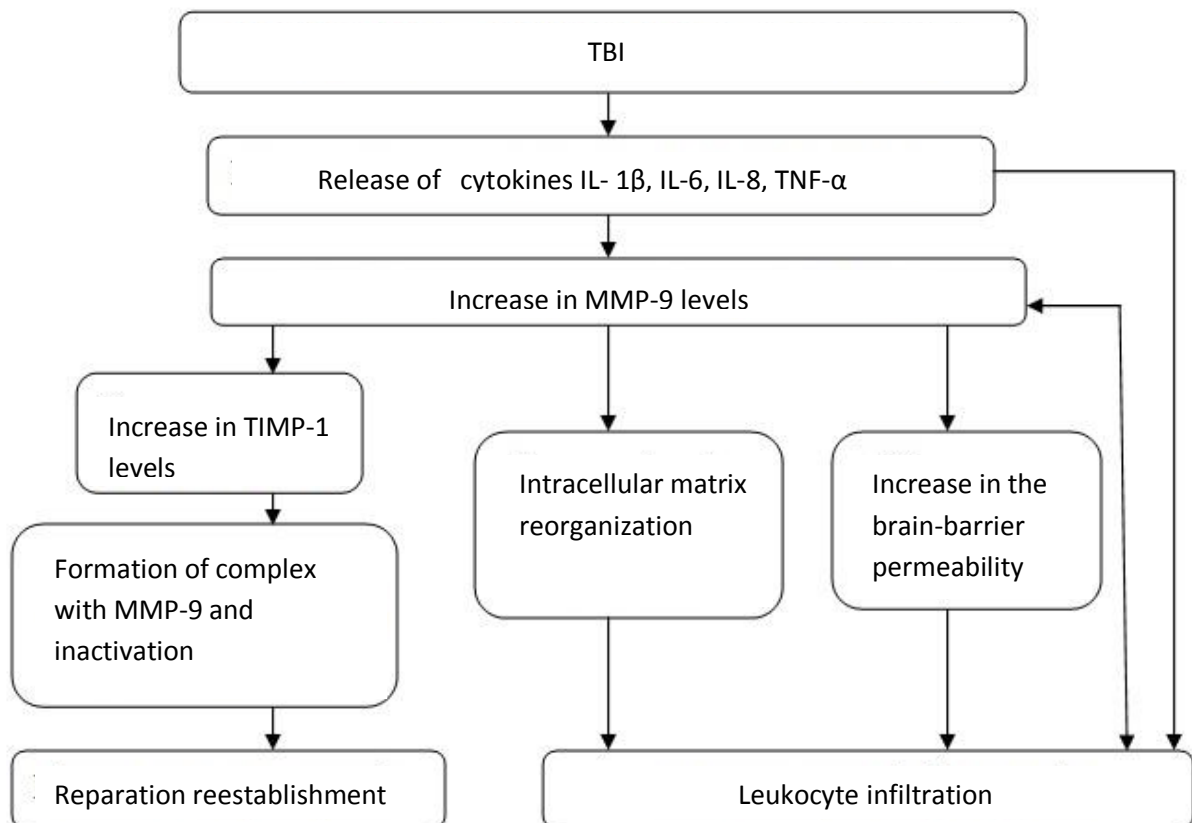 TBI
Release of cytokines IL- 1β, IL-6, IL-8, TNF-α
Increase in MMP-9 levels
Increase in TIMP-1
levels
Intracellular matrix
reorganization
Increase in the
brain-barrier
permeability
Formation of complex
with MMP-9 and
inactivation
Reparation reestablishment
Leukocyte infiltration